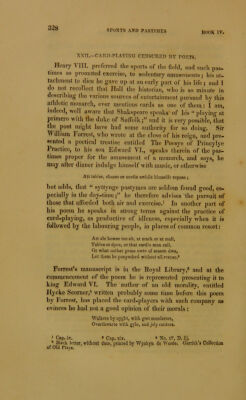 328 SPORTS AND PASTIMES BOOK IV.
XXII.—CARD-PLAYING CENSURED BY POETS.
Henry VIII. preferred the sports of the field, and such pas-
times as promoted exercise, to sedentary amusements; his at-
tachment to dice he gave up at an early part of his life; and I
do not recollect that Hall the historian, who is so minute in
describing the various sources of entertainment pursued by this
athletic monarch, ever mentions cards as one of them: I am,
indeed, well aware that Shakspeare speaks of his "playing at
primero with the duke of Suffolk;" and it is very possible, that
the poet might have had some authority for so doing. Sir
William Forrest, who wrote at the close of his reign, and pre-
sented a poetical treatise entitled The Poesye of Princylye
Practice, to his son Edward VI., speaks therein of the pas-
times proper for the amusement of a monarch, and says, he
may after dinner indulge himself with music, or otherwise
Att tables, chesse or cardis awhile himselfe repose;
but adds, that "syttynge pastymes are seldom found good, es-
pecially in the day-time;" he therefore advises the pursuit of
those that afforded both air and exercise. In another part of
his poem he speaks in strong terms against the practice of
card-playing, as productive of idleness, especially when it is
followed by the labouring people, in places of common resort:
Att ale howse too sit, at mack or at mall,
Tables or dyce, or that cardis men call,
Or what oother game owte of season dwe,
Let them be punysched without all rescue.
Forrest's manuscript is in the Royal Library, and at the
commencement of the poem he is represented presenting it to
king Edward VI. The author of an old morality, entitled
Hycke Scorner, written probably some time before this poem
by Forrest, has placed the card-players with such company as
evinces he had not a good opinion of their morals:
Walkers by nyght, with gret murderers,
Overthwarte with gyle, and joly carders.
Cap. iv. Cap. xix. No. 17, D. iij.
Black letter, without date, printed by Wynkyn de Worde. Garrick's Collection
of Old Plays.